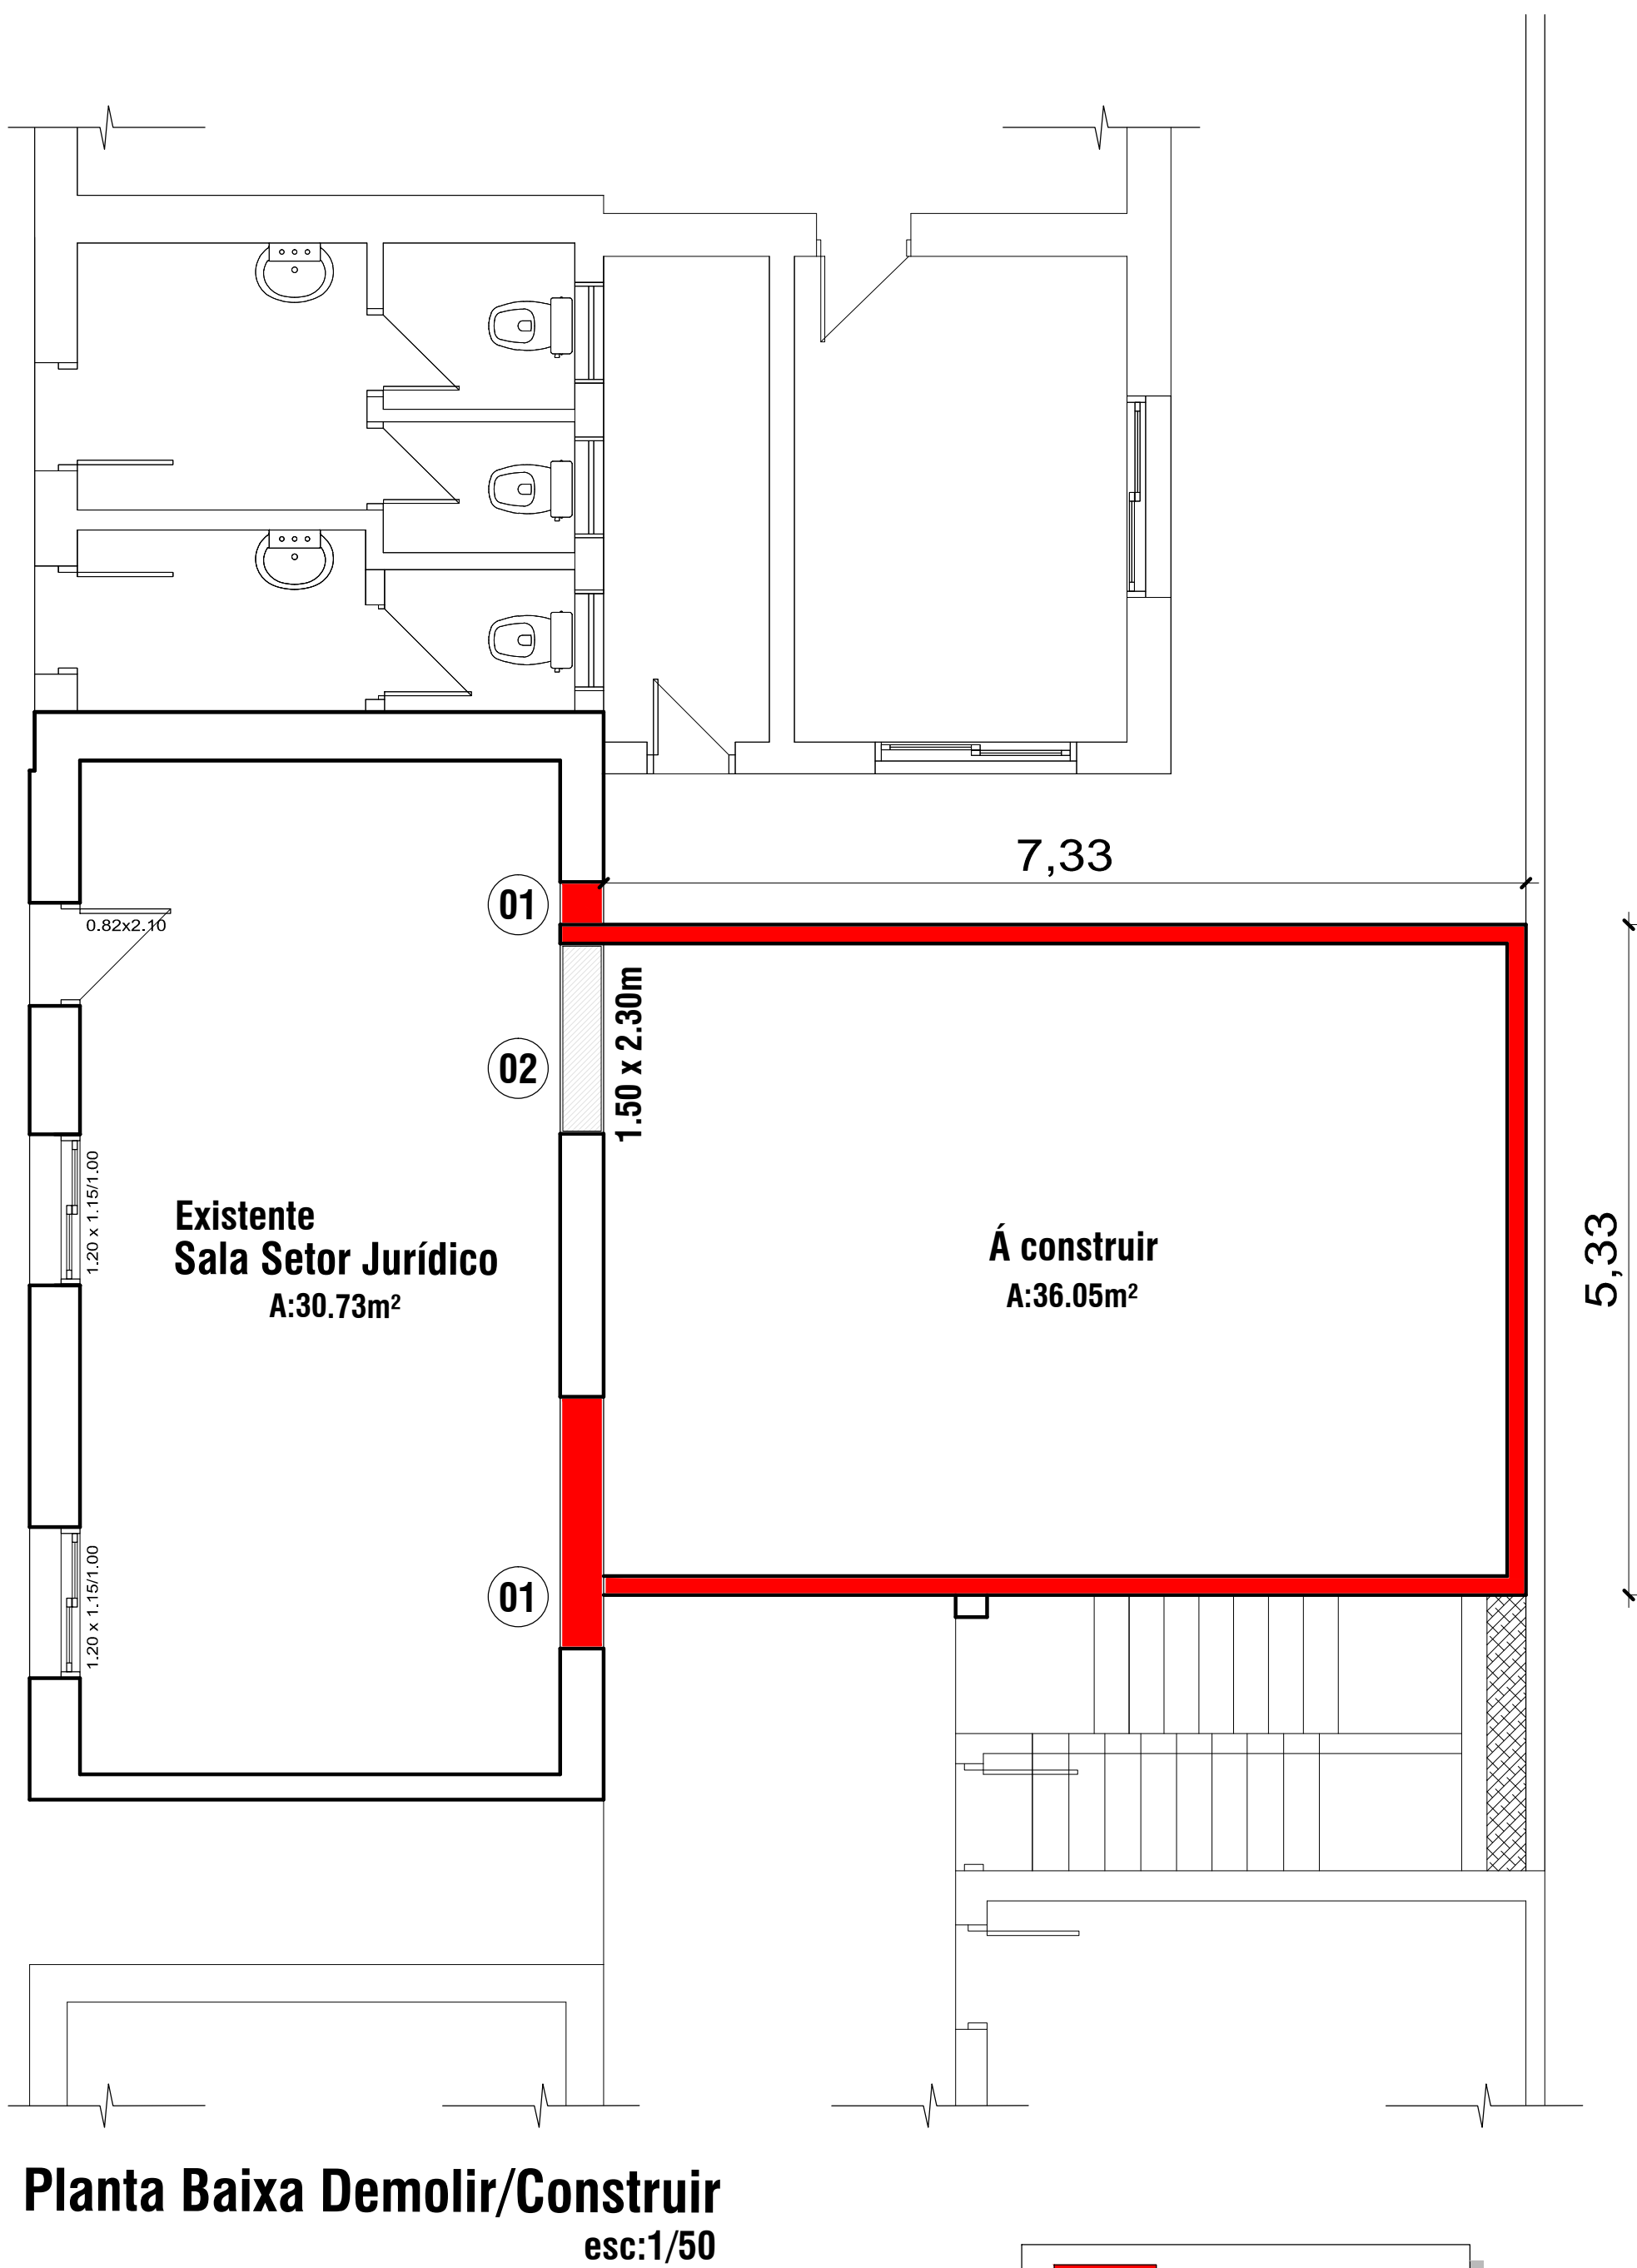 7,33
01
0.82x2.10
1.50 x 2.30m
02
1.20 x 1.15/1.00
Existente
Sala Setor Jurídico
A:30.73m²
Á construir
A:36.05m²
5,33
1.20 x 1.15/1.00
01
Planta Baixa Demolir/Construir
esc:1/50